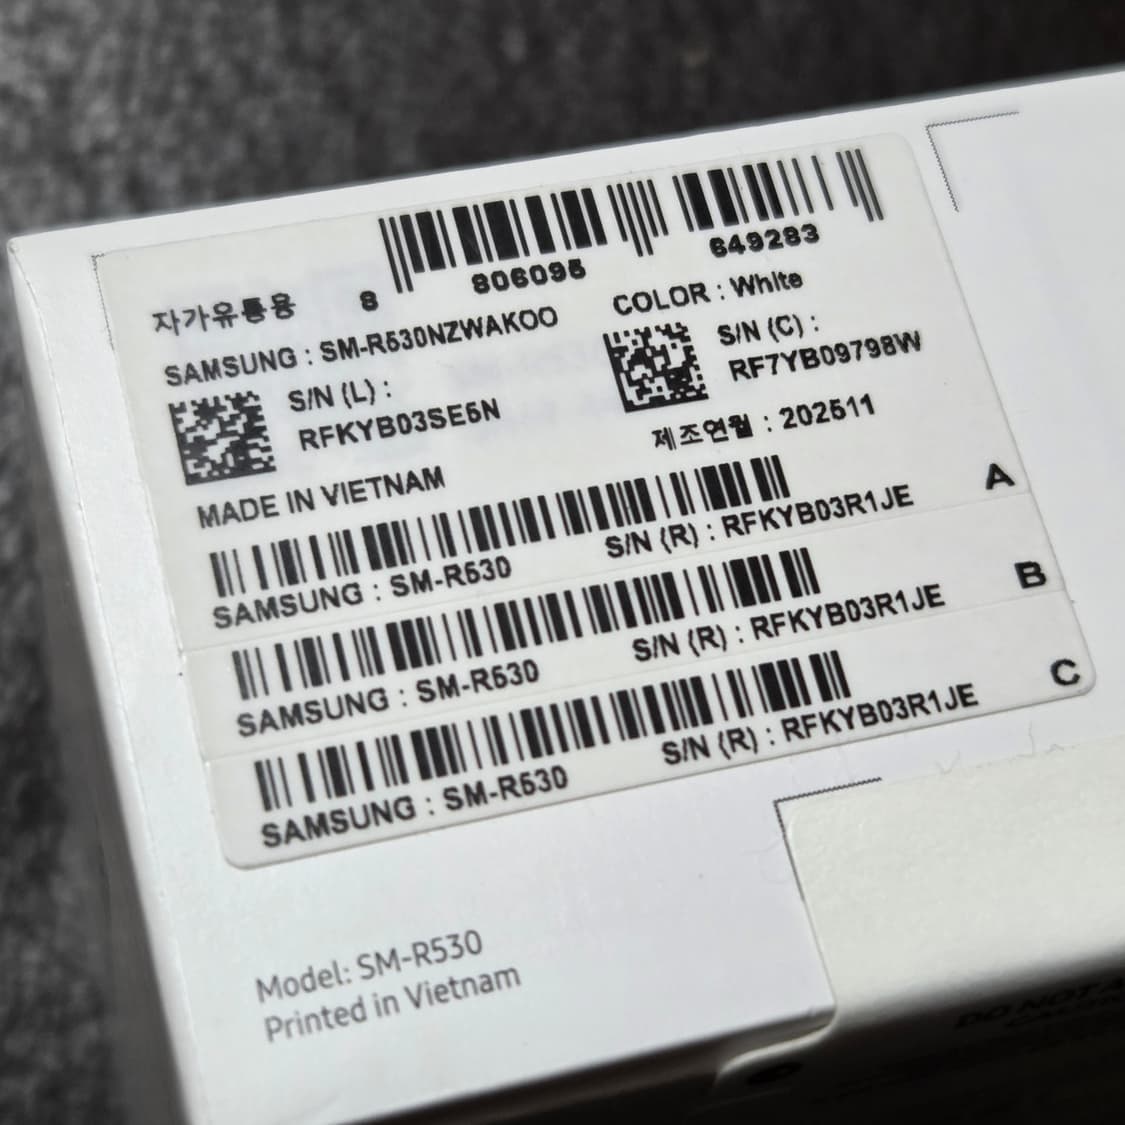 8 806095 649283
자가유통용
SAMSUNG : SM-R530NZWAKOO
COLOR : White
S/N (L) :
RFKYB03SE5N
S/N (C) :
RF7YB09798W
제조연월 : 202511
MADE IN VIETNAM
A
SAMSUNG : SM-R530 S/N (R) : RFKYB03R1JE
B
SAMSUNG : SM-R530 S/N (R) : RFKYB03R1JE
C
SAMSUNG : SM-R530 S/N (R) : RFKYB03R1JE
Model: SM-R530
Printed in Vietnam
DO NOT